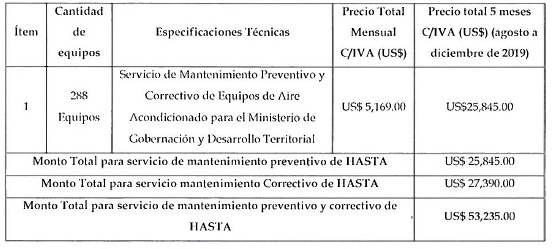 Ítem
Cantidad
de
equipos
Especificaciones Técnicas
Precio Total
Mensual
C/IVA (US$)
Precio total 5 meses
C/IVA (US$) (agosto a
diciembre de 2019)
1
288
Equipos
Servicio de Mantenimiento Preventivo y
Correctivo de Equipos de Aire
Acondicionado para el Ministerio de
Gobernación y Desarrollo Territorial
US$ 5,169.00
US$25,845.00
Monto Total para servicio de mantenimiento preventivo de HASTA
US$ 25,845.00
Monto Total para servicio mantenimiento Correctivo de HASTA
US$ 27,390.00
Monto Total para servicio de mantenimiento preventivo y correctivo de
HASTA
US$ 53,235.00